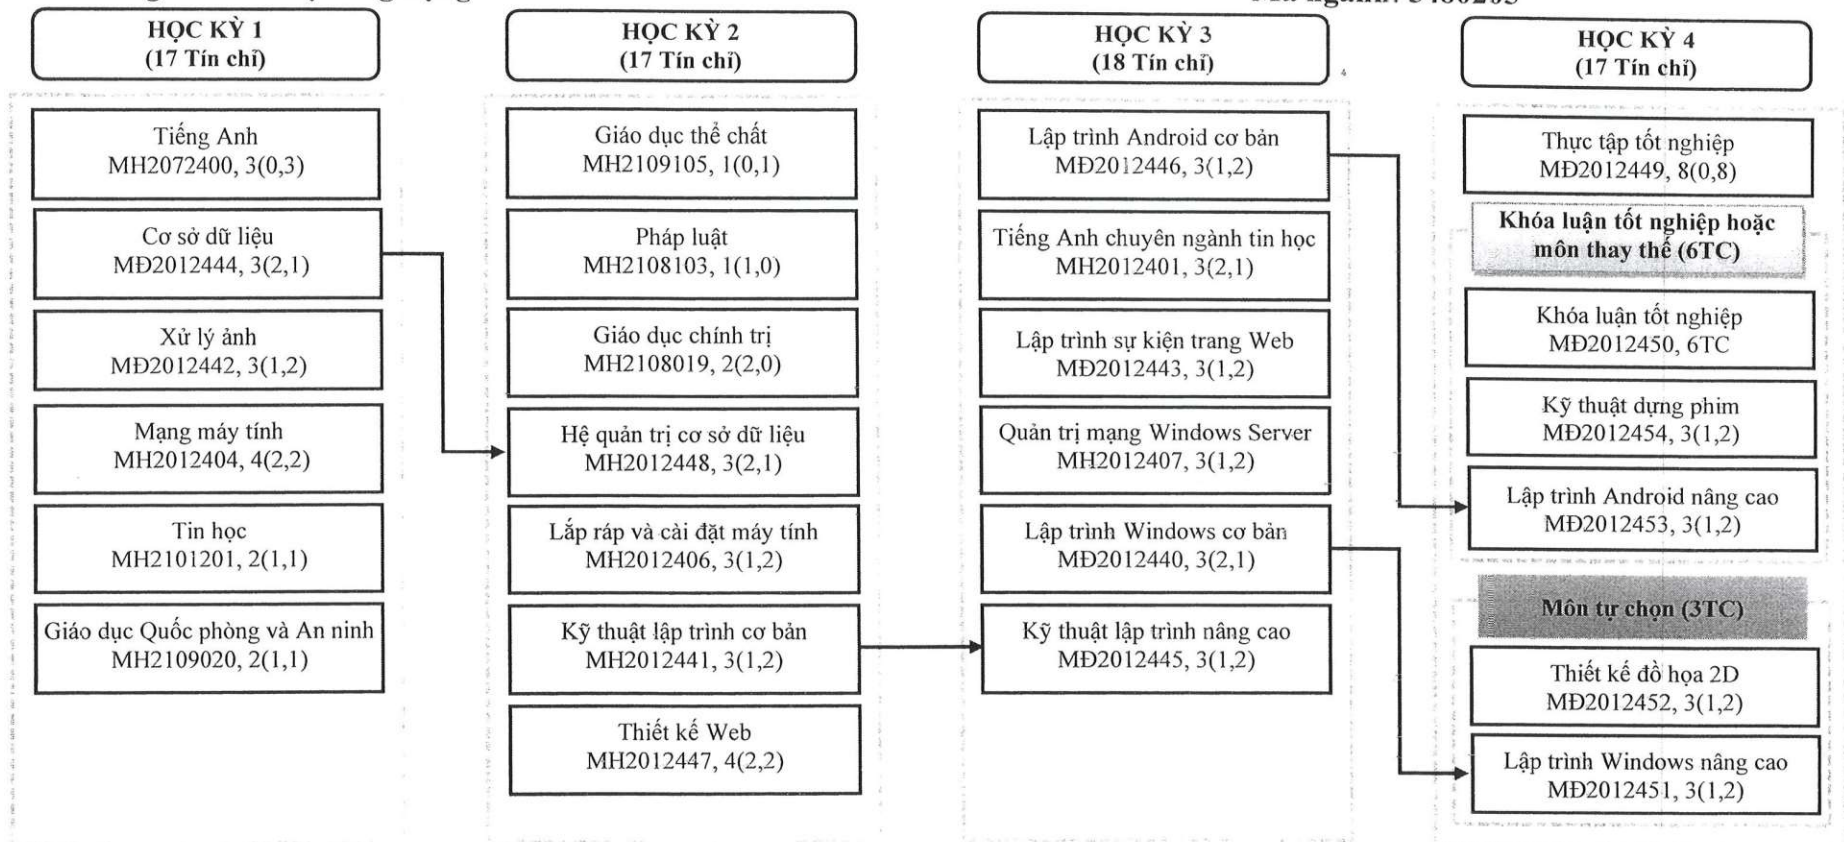 HỌC KỲ 1
(17 Tín chỉ)
Tiếng Anh
MH2072400, 3(0,3)
Cơ sở dữ liệu
MĐ2012444, 3(2,1)
Xử lý ảnh
MĐ2012442, 3(1,2)
Mạng máy tính
MH2012404, 4(2,2)
Tin học
MH2101201, 2(1,1)
Giáo dục Quốc phòng và An ninh
MH2109020, 2(1,1)
HỌC KỲ 2
(17 Tín chỉ)
Giáo dục thể chất
MH2109105, 1(0,1)
Pháp luật
MH2108103, 1(1,0)
Giáo dục chính trị
MH2108019, 2(2,0)
Hệ quản trị cơ sở dữ liệu
MH2012448, 3(2,1)
Lắp ráp và cài đặt máy tính
MH2012406, 3(1,2)
Kỹ thuật lập trình cơ bản
MH2012441, 3(1,2)
Thiết kế Web
MH2012447, 4(2,2)
HỌC KỲ 3
(18 Tín chỉ)
Lập trình Android cơ bản
MĐ2012446, 3(1,2)
Tiếng Anh chuyên ngành tin học
MH2012401, 3(2,1)
Lập trình sự kiện trang Web
MĐ2012443, 3(1,2)
Quản trị mạng Windows Server
MH2012407, 3(1,2)
Lập trình Windows cơ bản
MĐ2012440, 3(2,1)
Kỹ thuật lập trình nâng cao
MĐ2012445, 3(1,2)
HỌC KỲ 4
(17 Tín chỉ)
Thực tập tốt nghiệp
MĐ2012449, 8(0,8)
Khóa luận tốt nghiệp hoặc
môn thay thế (6TC)
Khóa luận tốt nghiệp
MĐ2012450, 6TC
Kỹ thuật dựng phim
MĐ2012454, 3(1,2)
Lập trình Android nâng cao
MĐ2012453, 3(1,2)
Môn tự chọn (3TC)
Thiết kế đồ họa 2D
MĐ2012452, 3(1,2)
Lập trình Windows nâng cao
MĐ2012451, 3(1,2)